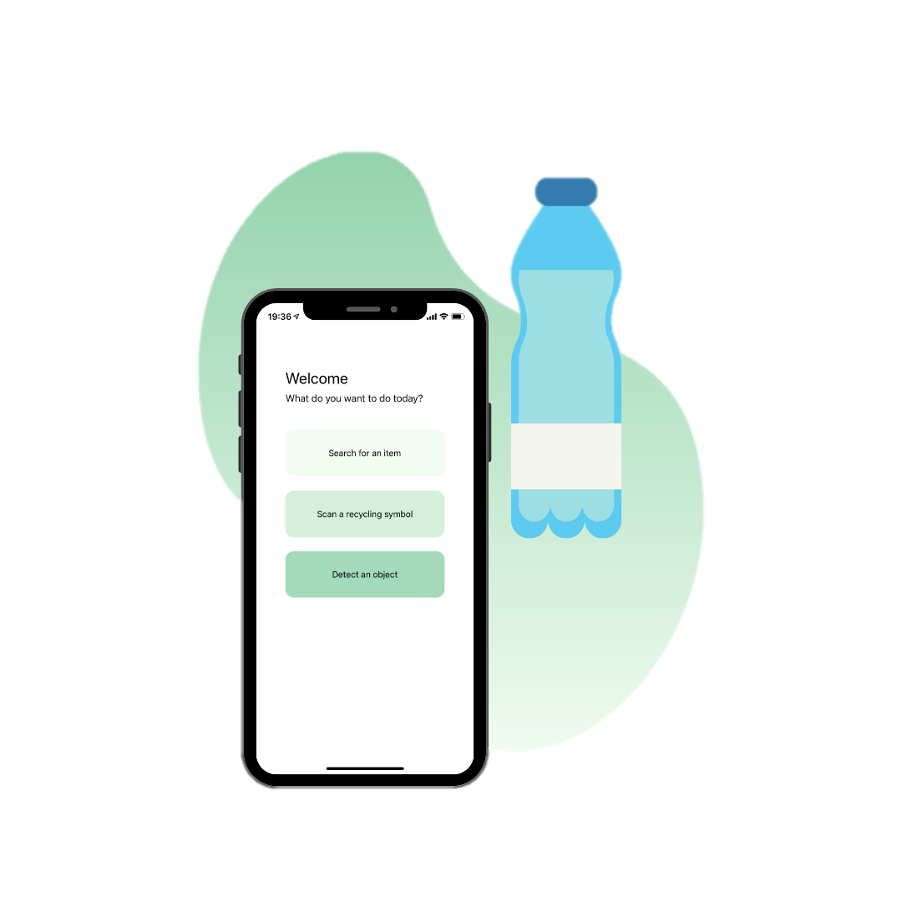 19:36
Welcome
What do you want to do today?
Search for an item
Scan a recycling symbol
Detect an object